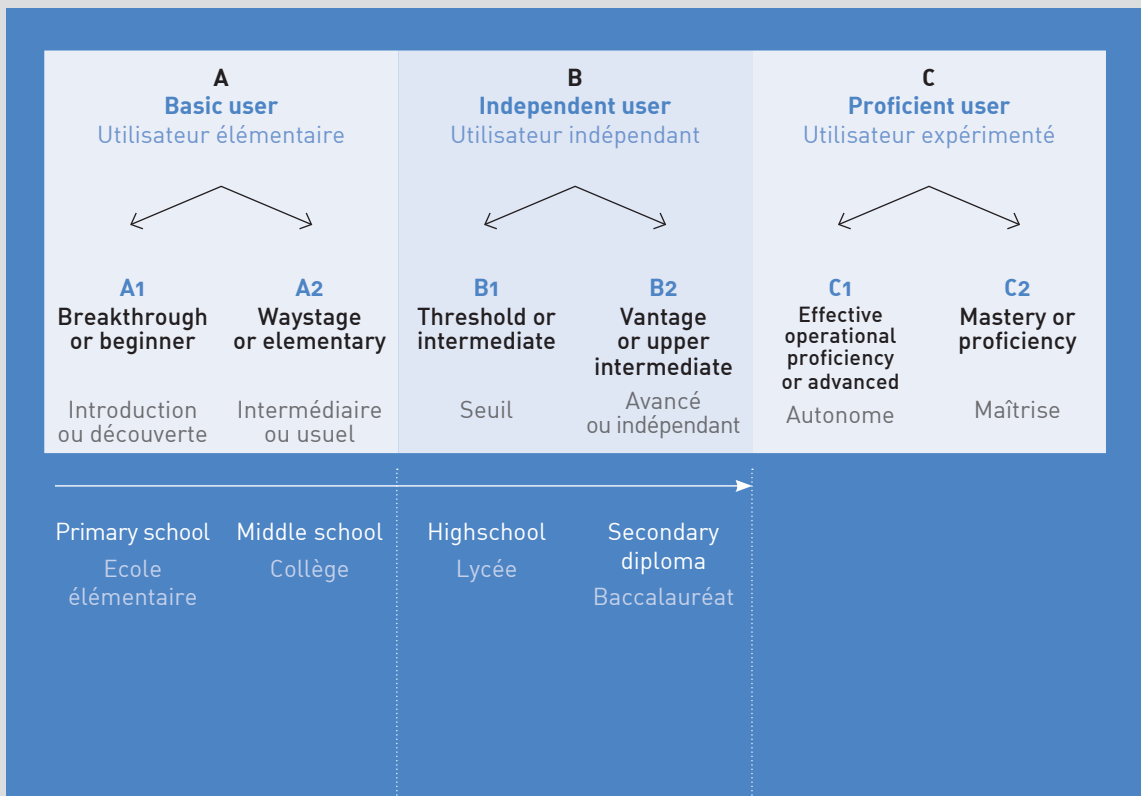 A
Basic user
Utilisateur élémentaire
B
Independent user
Utilisateur indépendant
C
Proficient user
Utilisateur expérimenté
A1
Breakthrough
or beginner
Introduction
ou découverte
A2
Waystage
or elementary
Intermédiaire
ou usuel
B1
Threshold or
intermediate
Seuil
B2
Vantage
or upper
intermediate
Avancé
ou indépendant
C1
Effective
operational
proficiency
or advanced
Autonome
C2
Mastery or
proficiency
Maîtrise
Primary school
Ecole
élémentaire
Middle school
Collège
Highschool
Lycée
Secondary
diploma
Baccalauréat